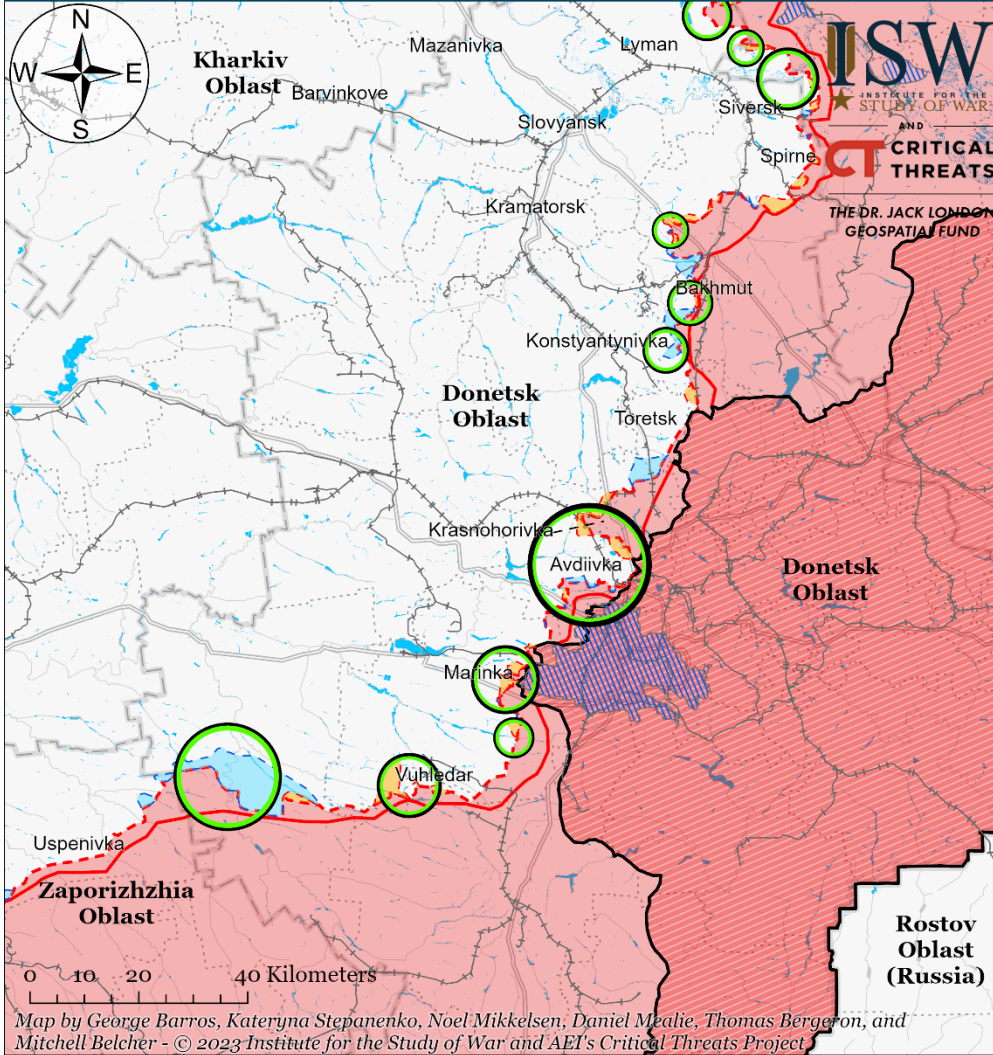 N
W
E
S
Kharkiv
Oblast
Mazanivka
Lyman
Barvinkove
Slovyansk
Siversk
Spirne
Kramatorsk
ISW
INSTITUTE FOR THE
STUDY OF WAR
AND
CT CRITICAL
THREATS
THE DR. JACK LONDON
GEOSPATIAL FUND
Bakhmut
Konstyantynivka
Donetsk
Oblast
Toretsk
Krasnohorivka
Avdiivka
Donetsk
Oblast
Marinka
Vuhledar
Uspenivka
Zaporizhzhia
Oblast
Rostov
Oblast
(Russia)
0 10 20 40 Kilometers
Map by George Barros, Kateryna Stepanenko, Noel Mikkelsen, Daniel Mealie, Thomas Bergeron, and
Mitchell Belcher - © 2023 Institute for the Study of War and AEI's Critical Threats Project